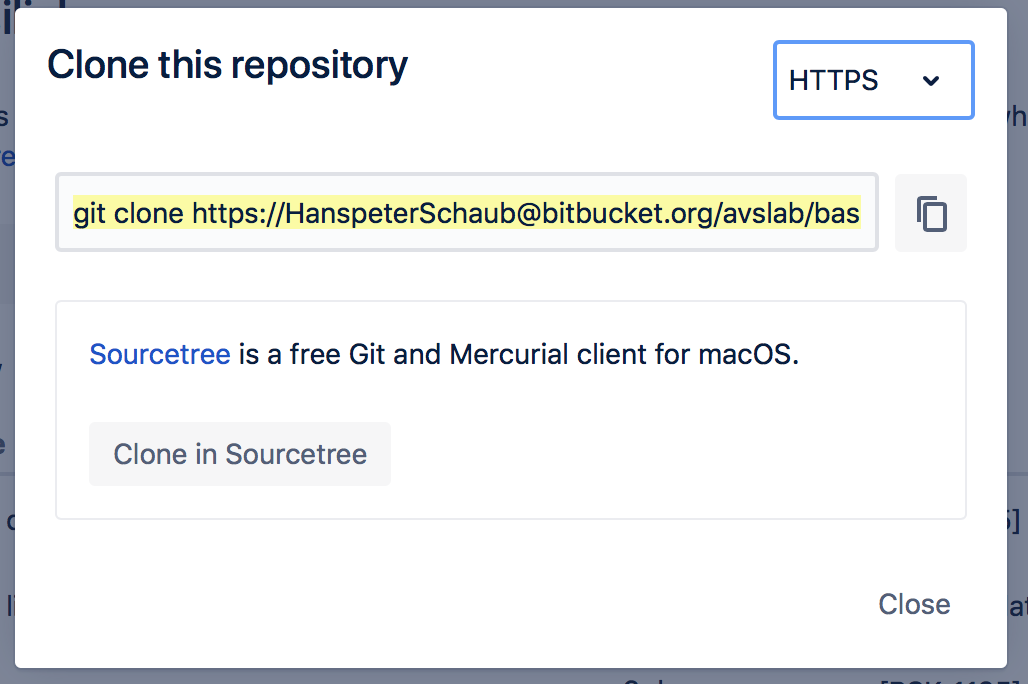 Clone this repository
HTTPS
git clone https://HanspeterSchaub@bitbucket.org/avslab/bas
Sourcetree is a free Git and Mercurial client for macOS.
Clone in Sourcetree
Close